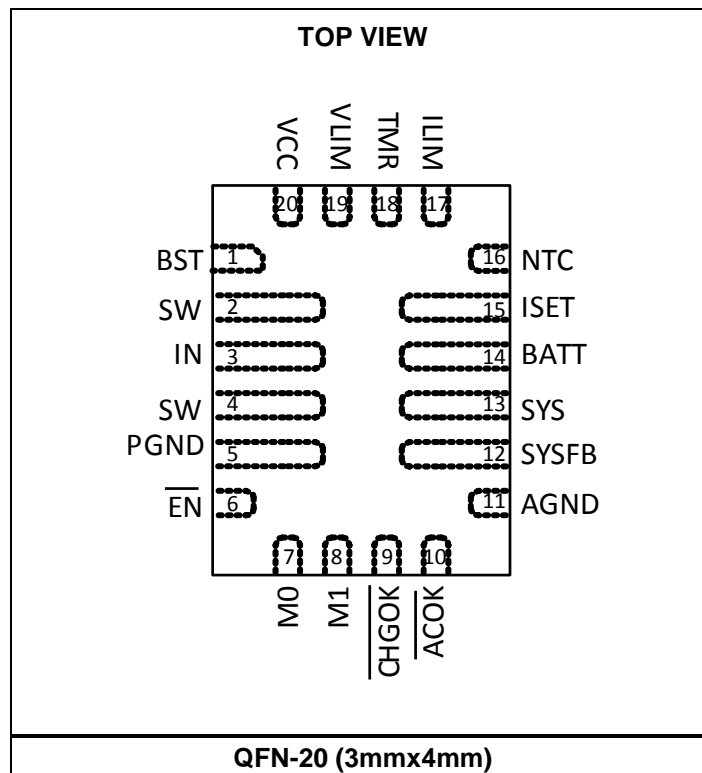 TOP VIEW
VCC
VLIM
TMR
ILIM
20
19
18
17
BST 1
16 NTC
SW 2
15 ISET
IN 3
14 BATT
SW 4
13 SYS
PGND 5
12 SYSFB
EN 6
11 AGND
7
8
9
10
M0
M1
CHGOK
ACOK
QFN-20 (3mmx4mm)